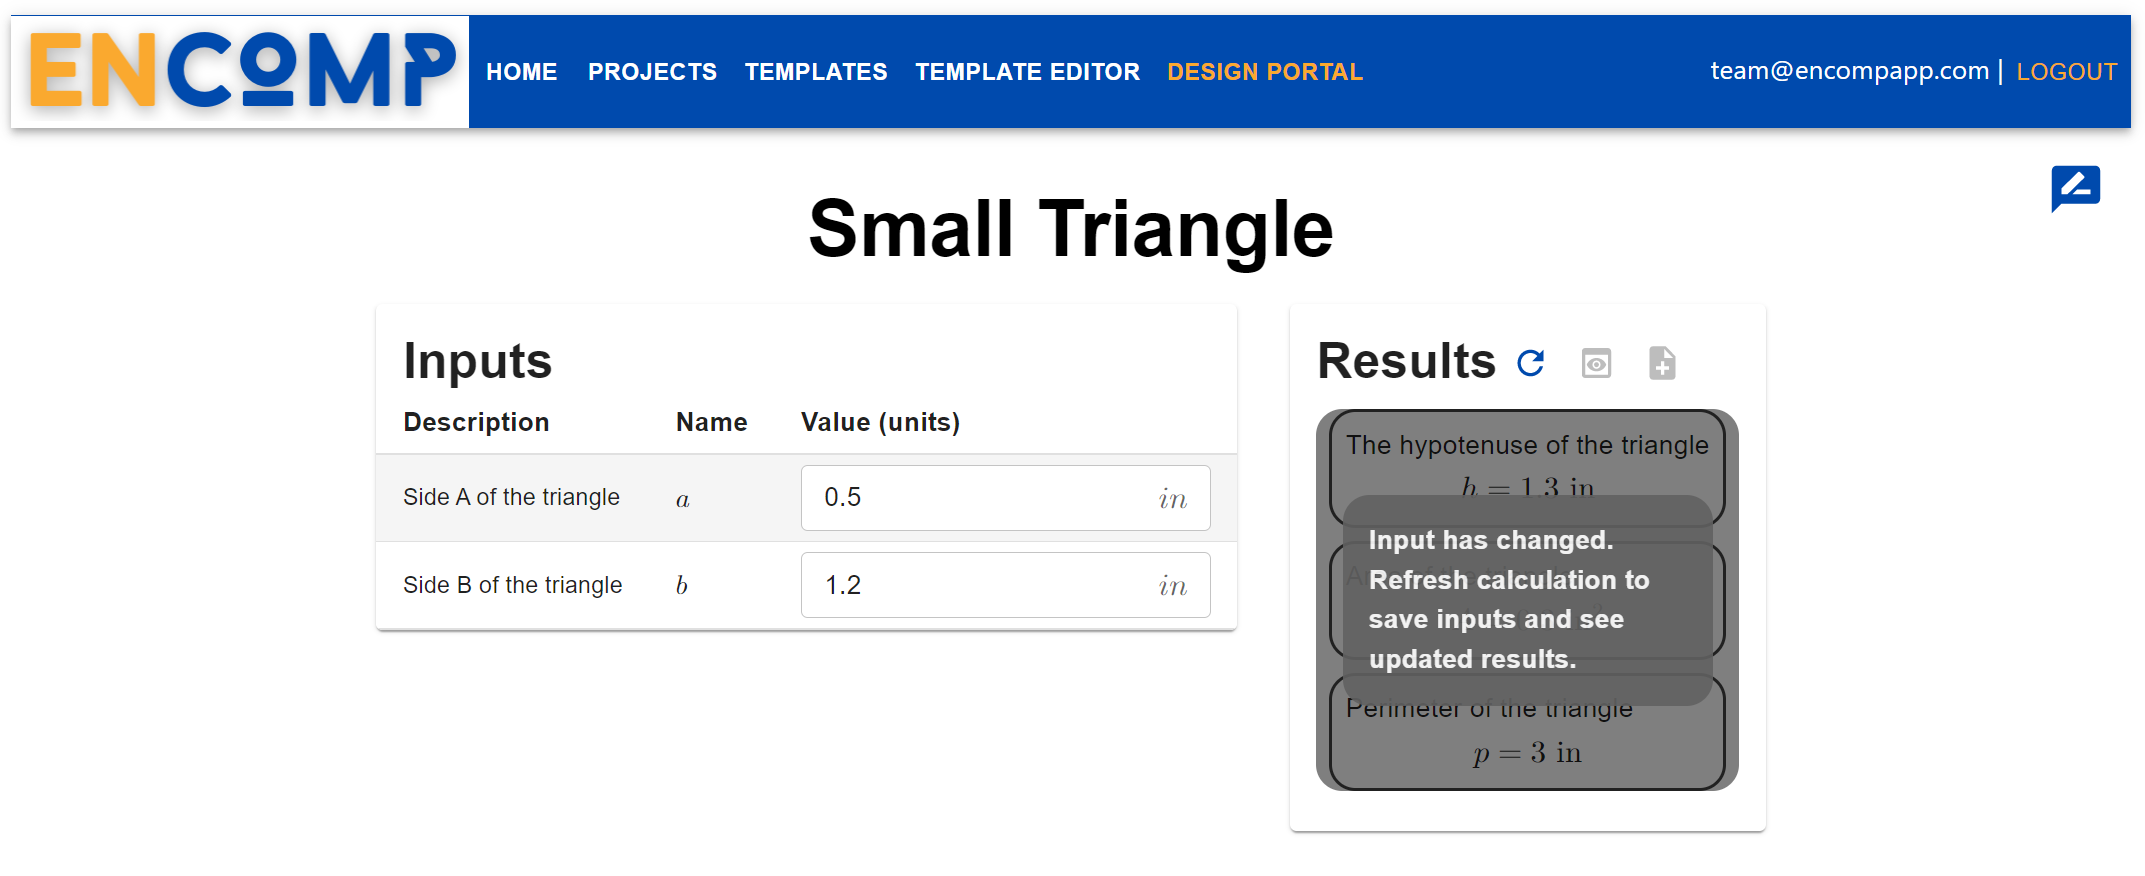 ENCOMP
HOME PROJECTS TEMPLATES TEMPLATE EDITOR DESIGN PORTAL team@encompapp.com | LOGOUT
Small Triangle
Inputs
Description Name Value (units)
Side A of the triangle a 0.5 in
Side B of the triangle b 1.2 in
Results
The hypotenuse of the triangle
h = 1.3 in
Input has changed.
Refresh calculation to
save inputs and see
updated results.
Perimeter of the triangle
p = 3 in